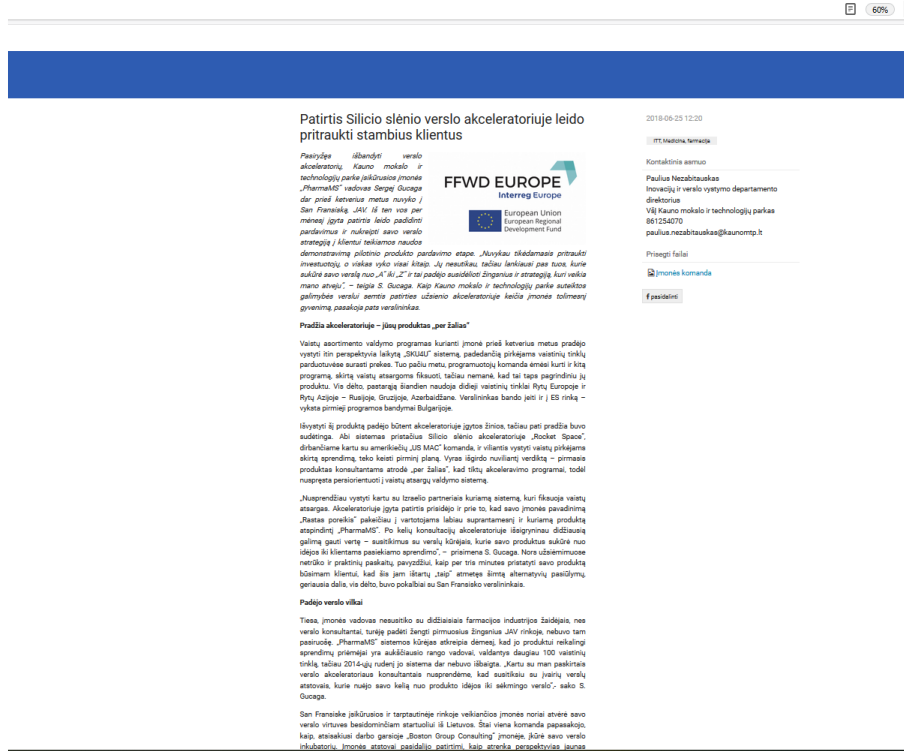 60%
Patirtis Silicio slėnio verslo akceleratoriuje leido
pritraukti stambius klientus
Pasiryžęs išbandyti verslo
akceleratorių, Kauno mokslo ir
technologijų parke įsikūrusios įmonės
„PharmaMS" vadovas Sergej Gucaga
dar prieš ketverius metus nuvyko į
San Fransiską, JAV. Iš ten vos per
mėnesį įgyta patirtis leido padidinti
pardavimus ir nukreipti savo verslo
strategiją į klientui teikiamos naudos
demonstravimą pilotinio produkto pardavimo etape. „Nuvykau tikėdamasis pritraukti
investuotojų, o viskas vyko visai kitaip. Jų nesutikau, tačiau lankiausi pas tuos, kurie
sukūrė savo verslą nuo „A" iki „Z" ir tai padėjo susidėlioti žingsnius ir strategiją, kuri veikia
mano atveju", – teigia S. Gucaga. Kaip Kauno mokslo ir technologijų parke suteiktos
galimybės verslui semtis patirties užsienio akceleratoriuje keičia įmonės tolimesnį
gyvenimą, pasakoja pats verslininkas.
FFWD EUROPE
Interreg Europe
European Union
European Regional
Development Fund
Pradžia akceleratoriuje – jūsų produktas „per žalias"
Vaistų asortimento valdymo programas kurianti įmonė prieš ketverius metus pradėjo
vystyti itin perspektyvia laikytą „SKU4U" sistemą, padedančią pirkėjams vaistinių tinklų
parduotuvėse surasti prekes. Tuo pačiu metu, programuotojų komanda ėmėsi kurti ir kitą
programą, skirtą vaistų atsargoms fiksuoti, tačiau nemanė, kad tai taps pagrindiniu jų
produktu. Vis dėlto, pastarąją šiandien naudoja didieji vaistinių tinklai Rytų Europoje ir
Rytų Azijoje – Rusijoje, Gruzijoje, Azerbaidžane. Verslininkas bando įeiti ir į ES rinką –
vyksta pirmieji programos bandymai Bulgarijoje.
Išvystyti šį produktą padėjo būtent akceleratoriuje įgytos žinios, tačiau pati pradžia buvo
sudėtinga. Abi sistemas pristačius Silicio slėnio akceleratoriuje „Rocket Space",
dirbančiame kartu su amerikiečių „US MAC" komanda, ir viliantis vystyti vaistų pirkėjams
skirtą sprendimą, teko keisti pirminį planą. Vyras išgirdo nuviliantį verdiktą – pirmasis
produktas konsultantams atrodė „per žalias", kad tiktų akceleravimo programai, todėl
nuspręsta persiorientuoti į vaistų atsargų valdymo sistemą.
„Nusprendžiau vystyti kartu su Izraelio partneriais kuriamą sistemą, kuri fiksuoja vaistų
atsargas. Akceleratoriuje įgyta patirtis prisidėjo ir prie to, kad savo įmonės pavadinimą
„Rastas poreikis" pakeičiau į vartotojams labiau suprantamesnį ir kuriamą produktą
atspindintį „PharmaMS". Po kelių konsultacijų akceleratoriuje išsigryninau didžiausią
galimą gauti vertę – susitikimus su verslų kūrėjais, kurie savo produktus sukūrė nuo
idėjos iki klientams pasiekiamo sprendimo", – prisimena S. Gucaga. Nors užsiėmimuose
netrūko ir praktinių paskaitų, pavyzdžiui, kaip per tris minutes pristatyti savo produktą
būsimam klientui, kad šis jam ištartų „taip" atmetęs šimtą alternatyvių pasiūlymų,
geriausia dalis, vis dėlto, buvo pokalbiai su San Fransisko verslininkais.
Padėjo verslo vilkai
Tiesa, įmonės vadovas nesusitiko su didžiaisiais farmacijos industrijos žaidėjais, nes
verslo konsultantai, turėję padėti žengti pirmuosius žingsnius JAV rinkoje, nebuvo tam
pasiruošę. „PharmaMS" sistemos kūrėjas atkreipia dėmesį, kad jo produktui reikalingi
sprendimų priėmėjai yra aukščiausio rango vadovai, valdantys daugiau 100 vaistinių
tinklą, tačiau 2014-ųjų rudenį jo sistema dar nebuvo išbaigta. „Kartu su man paskirtais
verslo akceleratoriaus konsultantais nusprendėme, kad susitiksiu su įvairių verslų
atstovais, kurie nuėjo savo kelią nuo produkto idėjos iki sėkmingo verslo",- sako S.
Gucaga.
San Fransiske įsikūrusios ir tarptautinėje rinkoje veikiančios įmonės noriai atvėrė savo
verslo virtuves besidominčiam startuoliui iš Lietuvos. Štai viena komanda papasakojo,
kaip, atsisakiusi darbo garsioje „Boston Group Consulting" įmonėje, įkūrė savo verslo
inkubatorių. Įmonės atstovai pasidalijo patirtimi, kaip atrenka perspektyvias jaunas
2018-06-25 12:20
ITT, Medicina, farmacija
Kontaktinis asmuo
Paulius Nezabitauskas
Inovacijų ir verslo vystymo departamento
direktorius
VšĮ Kauno mokslo ir technologijų parkas
861254070
paulius.nezabitauskas@kaunomtp.lt
Prisegti failai
Įmonės komanda
pasidalinti